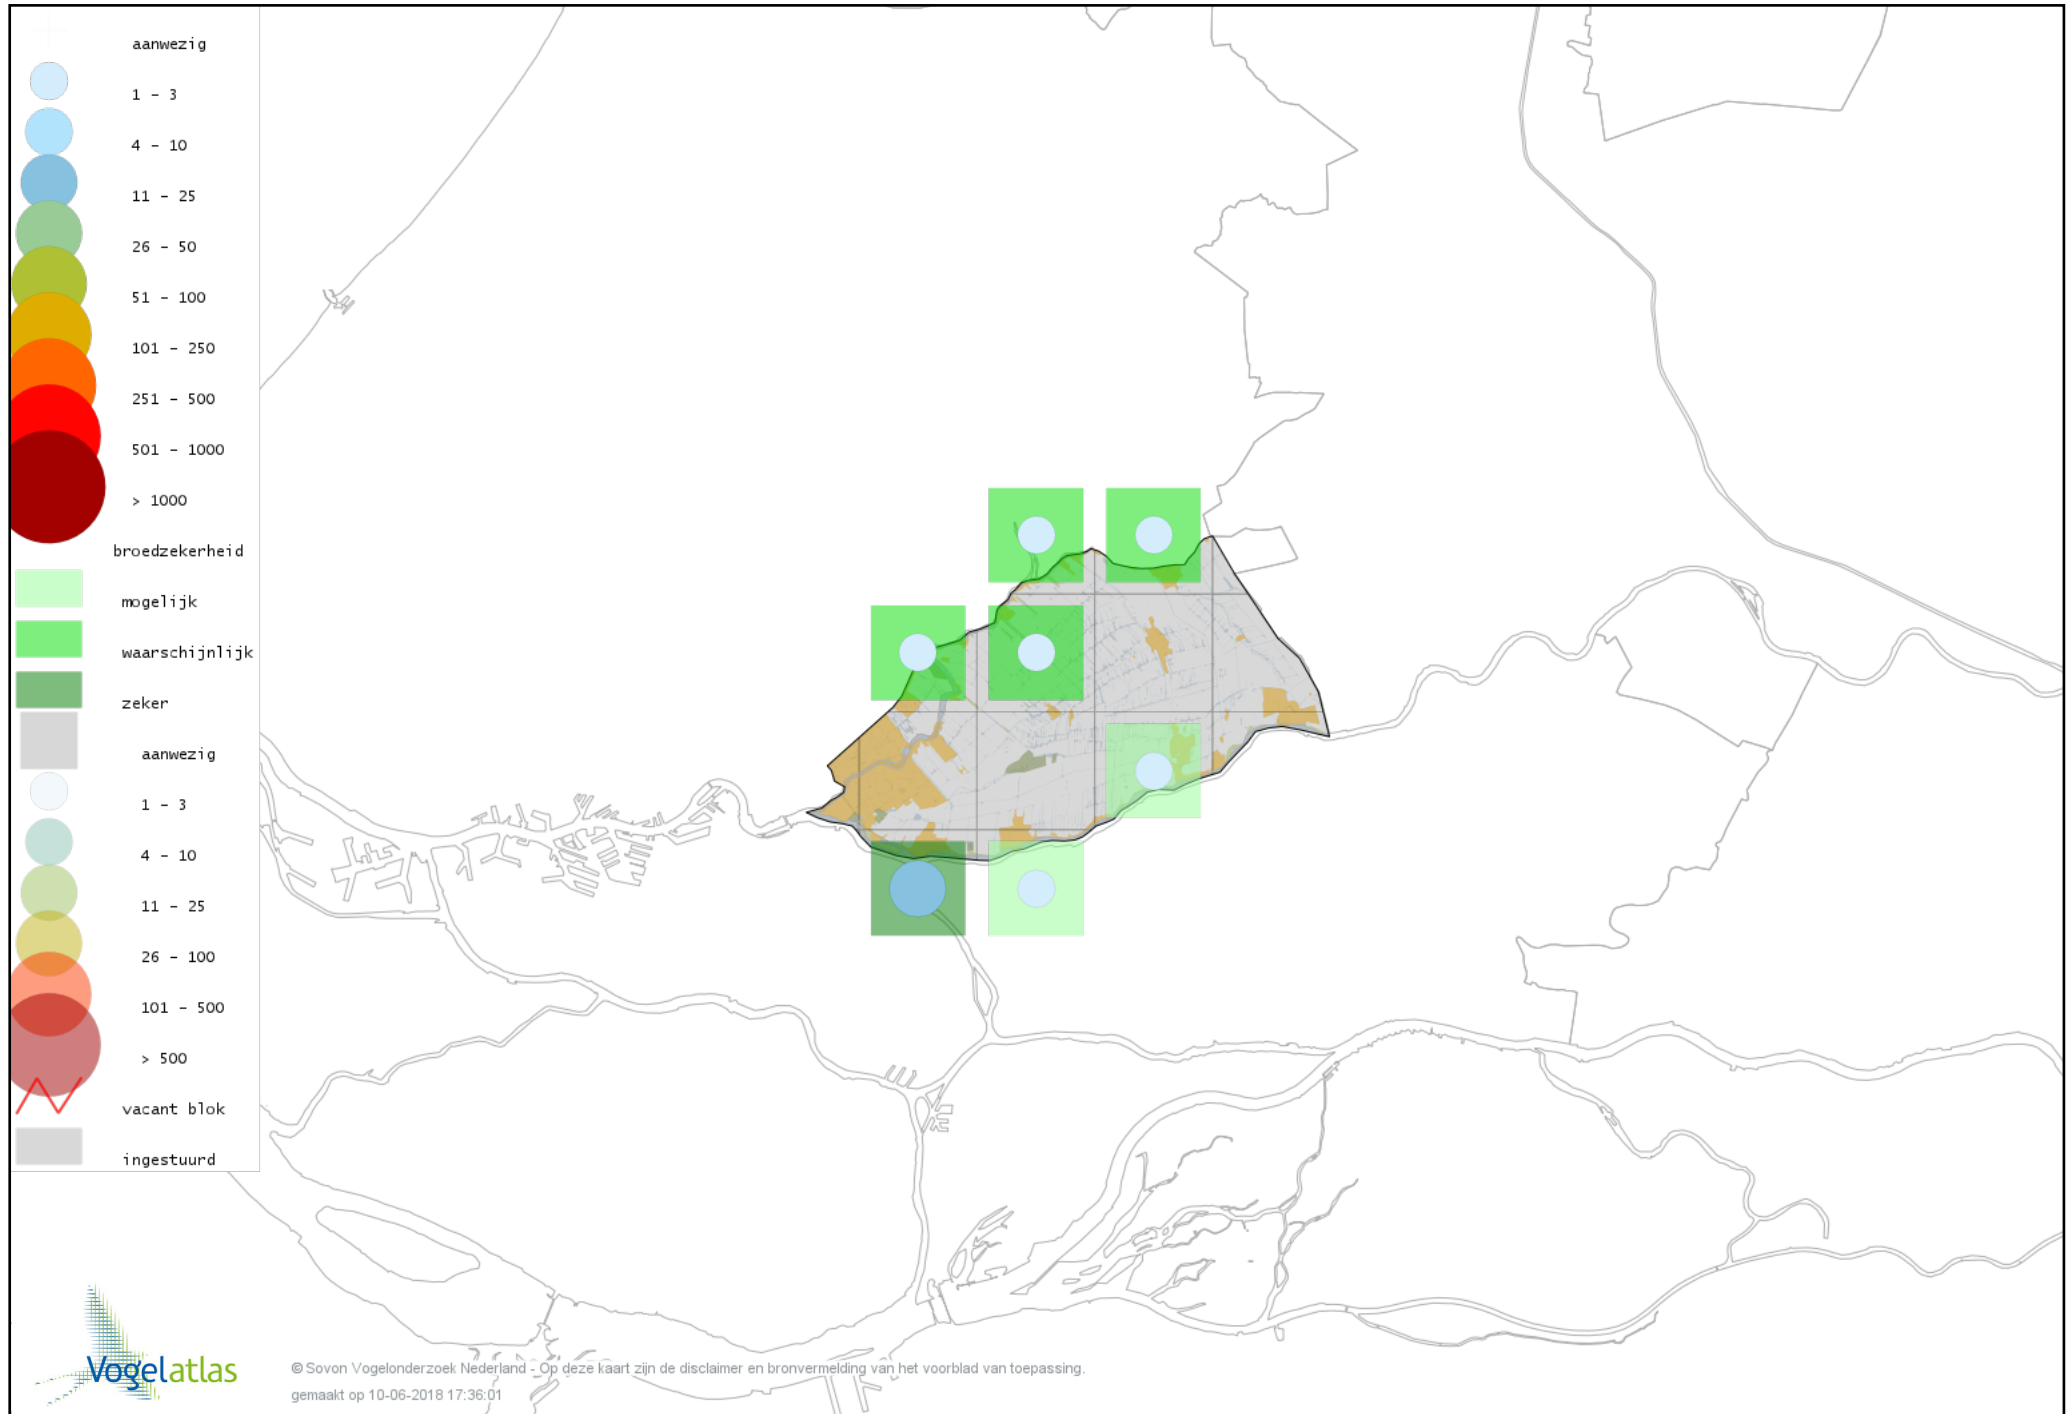 aanwezig
1 - 3
4 - 10
11 - 25
26 - 50
51 - 100
101 - 250
251 - 500
501 - 1000
> 1000
broedzekerheid
mogelijk
waarschijnlijk
zeker
aanwezig
1 - 3
4 - 10
11 - 25
26 - 100
101 - 500
> 500
vacant blok
ingestuurd
Vogelatlas
© Sovon Vogelonderzoek Nederland - Op deze kaart zijn de disclaimer en bronvermelding van het voorblad van toepassing.
gemaakt op 10-06-2018 17:36:01